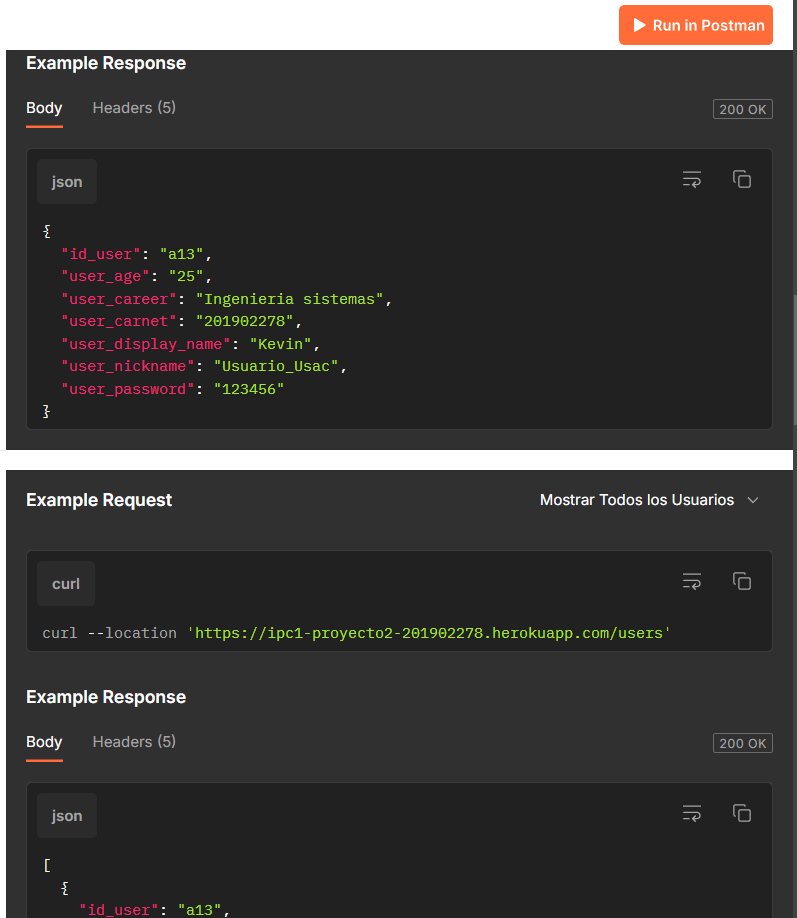 Run in Postman
Example Response
Body Headers (5) 200 OK
json
{
"id_user": "a13",
"user_age": "25",
"user_career": "Ingenieria sistemas",
"user_carnet": "201902278",
"user_display_name": "Kevin",
"user_nickname": "Usuario_Usac",
"user_password": "123456"
}
Example Request Mostrar Todos los Usuarios
curl
curl --location 'https://ipc1-proyecto2-201902278.herokuapp.com/users'
Example Response
Body Headers (5) 200 OK
json
[
{
"id_user": "a13",